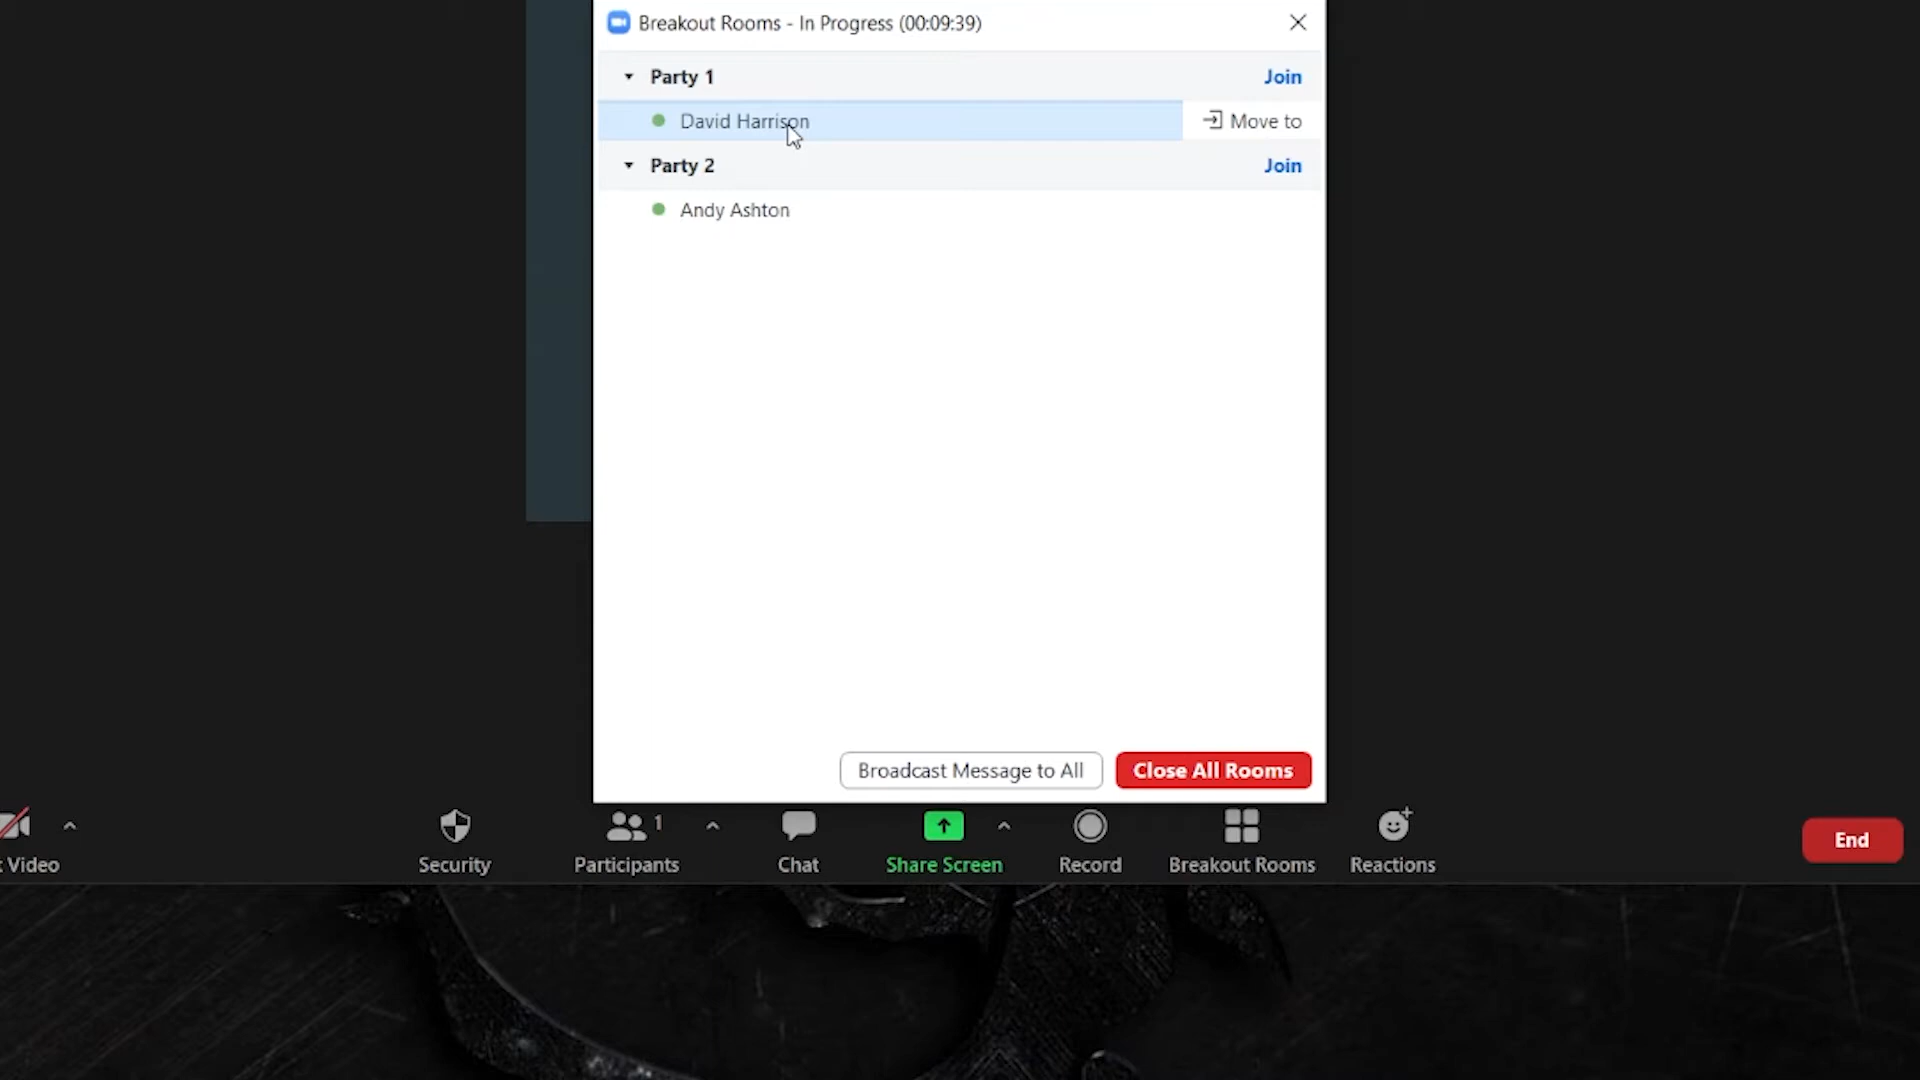 Breakout Rooms - In Progress (00:09:39)
Party 1
Join
David Harrison
Move to
Party 2
Join
Andy Ashton
Broadcast Message to All
Close All Rooms
1
Video
Security
Participants
Chat
Share Screen
Record
Breakout Rooms
Reactions
End